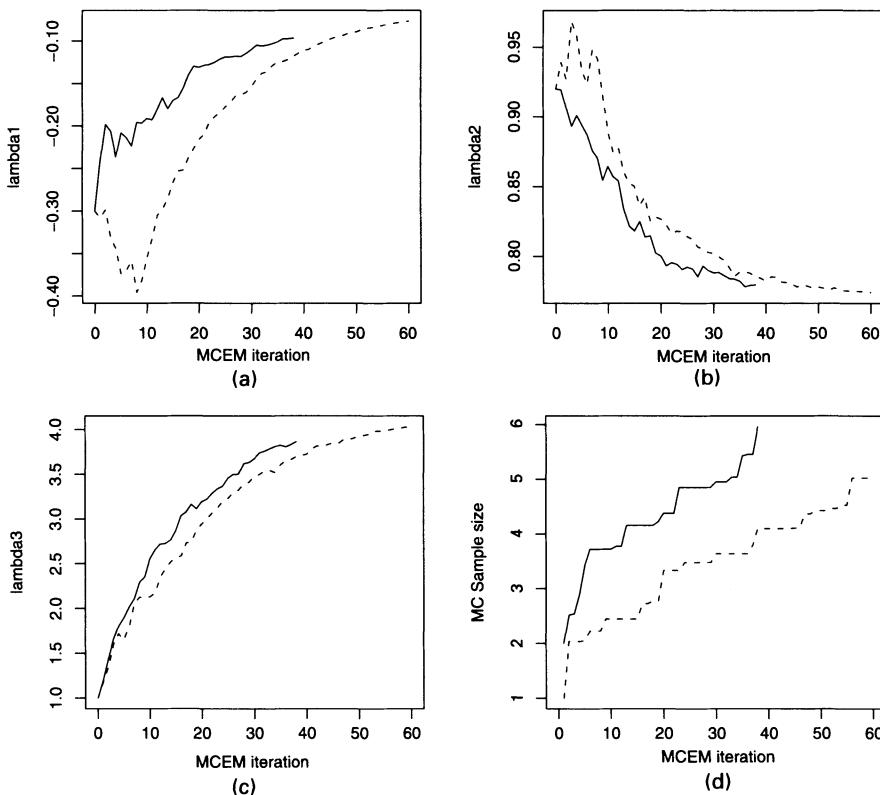 lambda1
-0.10
-0.20
-0.30
-0.40
0 10 20 30 40 50 60
MCEM iteration
(a)
lambda2
0.95
0.90
0.85
0.80
0 10 20 30 40 50 60
MCEM iteration
(b)
lambda3
4.0
3.5
3.0
2.5
2.0
1.5
1.0
0 10 20 30 40 50 60
MCEM iteration
(c)
MC Sample size
6
5
4
3
2
1
0 10 20 30 40 50 60
MCEM iteration
(d)